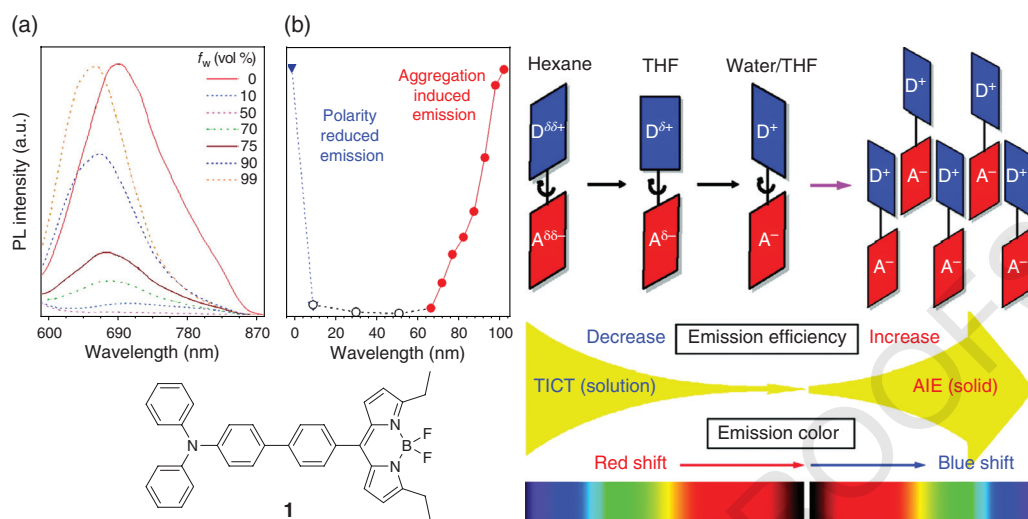 (a)
PL intensity (a.u.)
fw (vol %)
0
10
50
70
75
90
99
600 690 780 870
Wavelength (nm)
(b)
Polarity
reduced
emission
Aggregation
induced
emission
0 20 40 60 80 100
Wavelength (nm)
N
N
B
N
F
F
1
Hexane THF Water/THF
Dδδ+ Dδ+ D+
Aδδ− Aδ− A−
D+ D+
D+ A− D+ A− D+
A− A− A−
Decrease Emission efficiency Increase
TICT (solution) AIE (solid)
Emission color
Red shift Blue shift
PROOFS